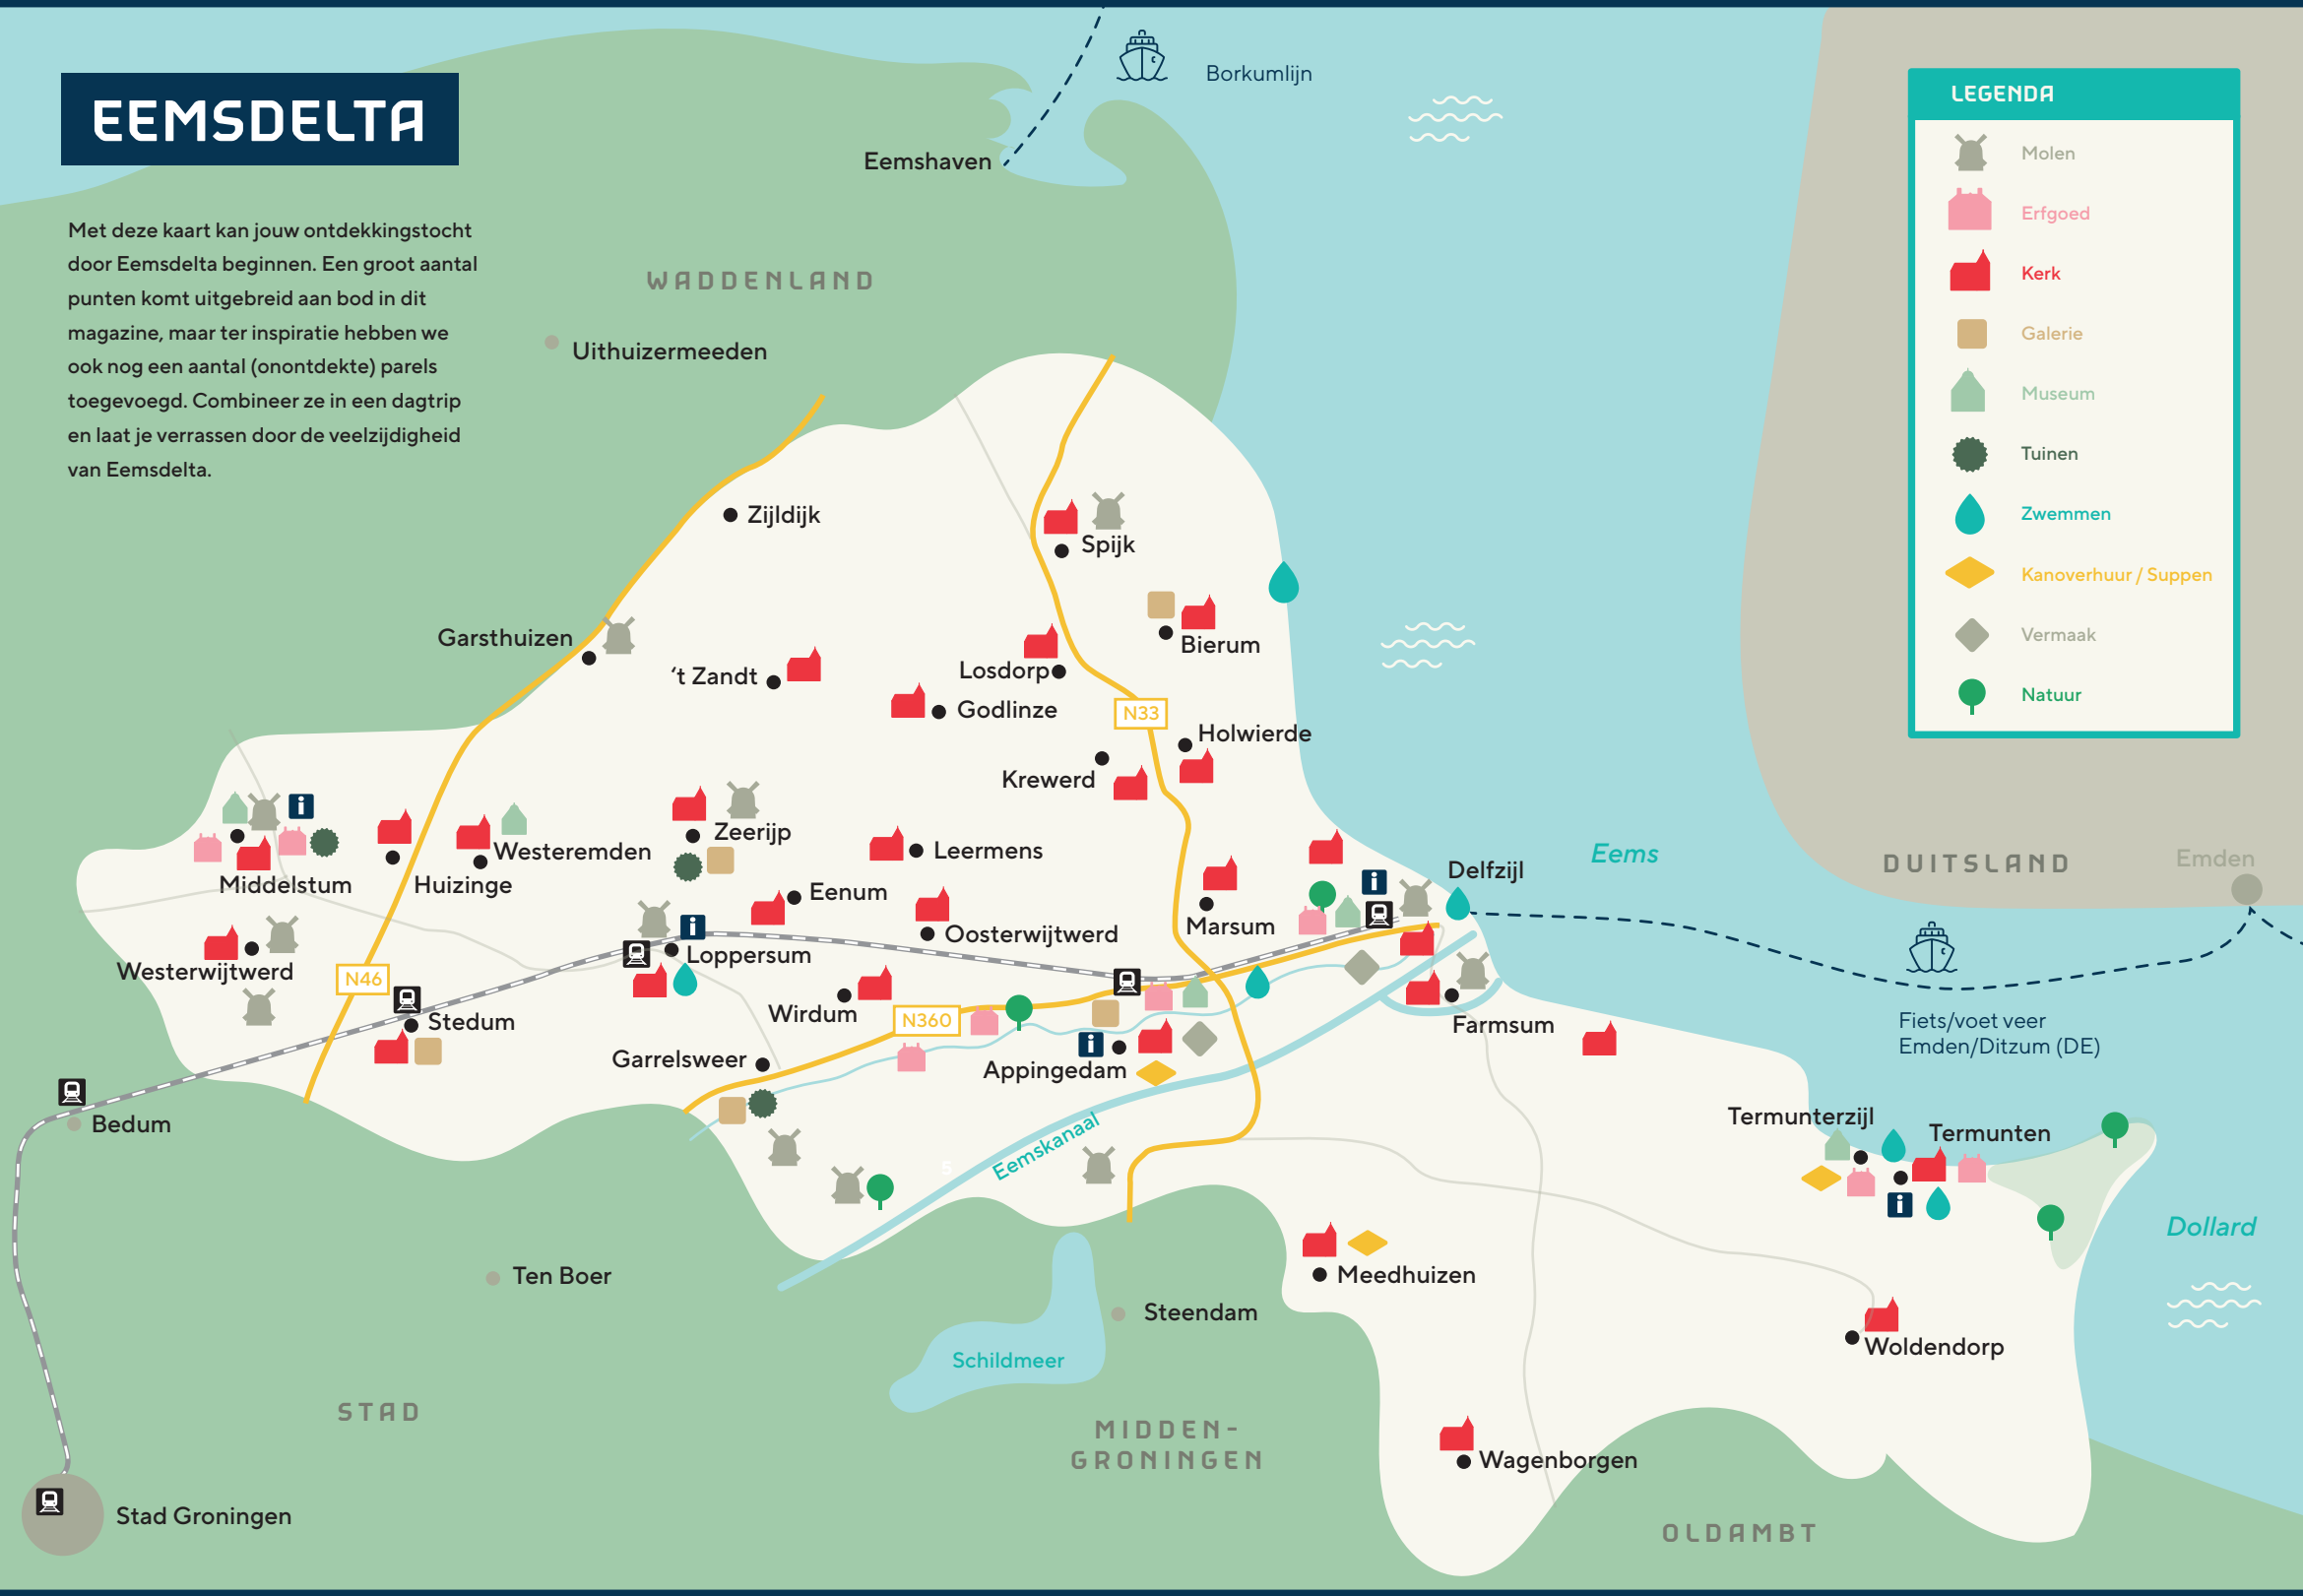 EEMSDELTA
Met deze kaart kan jouw ontdekkingstocht
door Eemsdelta beginnen. Een groot aantal
punten komt uitgebreid aan bod in dit
magazine, maar ter inspiratie hebben we
ook nog een aantal (onontdekte) parels
toegevoegd. Combineer ze in een dagtrip
en laat je verrassen door de veelzijdigheid
van Eemsdelta.
Borkumlijn
Eemshaven
WADDENLAND
Uithuizermeeden
LEGENDA
Molen
Erfgoed
Kerk
Galerie
Museum
Tuinen
Zwemmen
Kanoverhuur / Suppen
Vermaak
Natuur
Zijldijk
Spijk
Garsthuizen
Bierum
't Zandt
Losdorp
Godlinze
N33
Holwierde
Krewerd
i
Zeerijp
Westeremden
Leermens
Middelstum
Huizinge
Eenum
Delfzijl
Eems
DUITSLAND
Emden
i
Marsum
i
Oosterwijtwerd
Loppersum
Westerwijtwerd
N46
Wirdum
N360
Stedum
Farmsum
Fiets/voet veer
Emden/Ditzum (DE)
i
Garrelsweer
Appingedam
Bedum
Termunterzijl
Termunten
i
Eemskanaal
5
Dollard
Ten Boer
Meedhuizen
Steendam
Schildmeer
Woldendorp
STAD
MIDDEN-
GRONINGEN
Wagenborgen
Stad Groningen
OLDAMBT